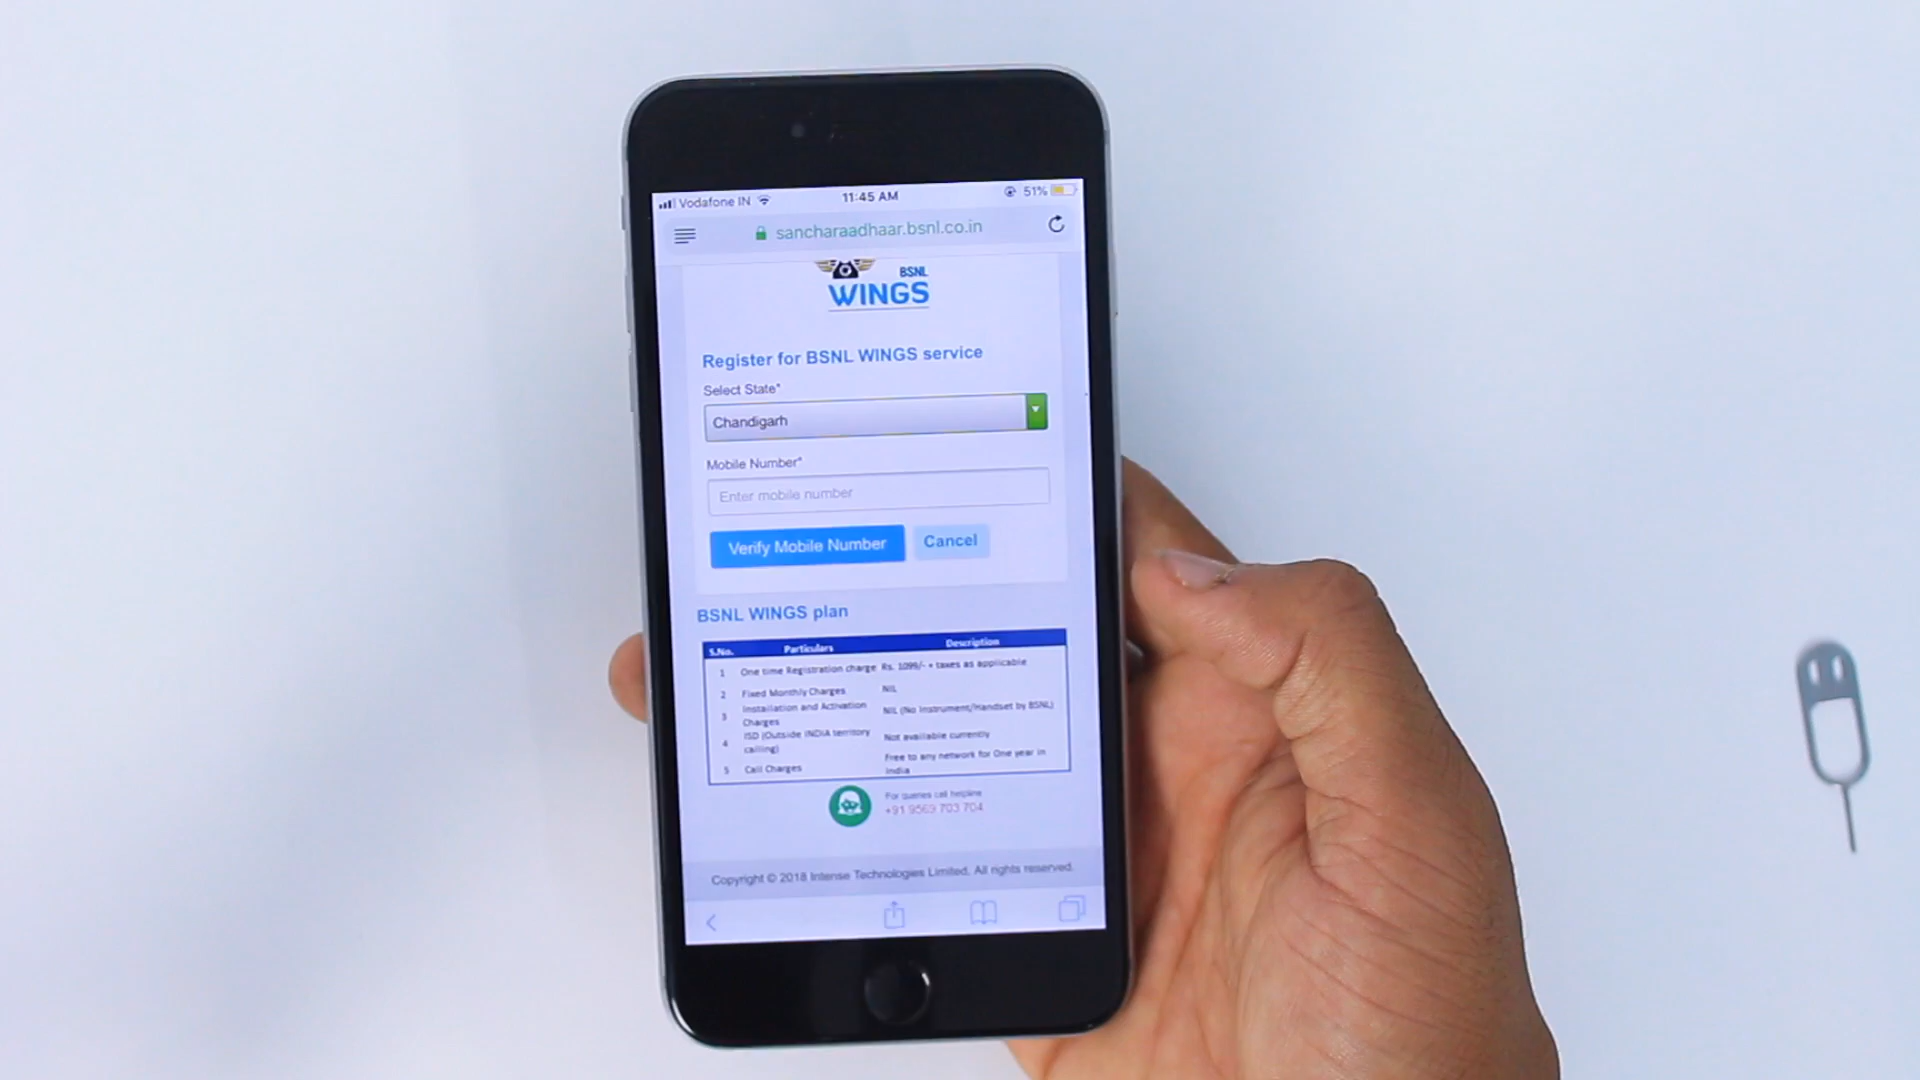 Vodafone IN 11:45 AM 51%
sancharaadhaar.bsnl.co.in
BSNL
WINGS
Register for BSNL WINGS service
Select State*
Chandigarh
Mobile Number*
Enter mobile number
Verify Mobile Number Cancel
BSNL WINGS plan
S.No. Particulars Description
1 One time Registration charge Rs. 1099/- + taxes as applicable
2 Fixed Monthly Charges NIL
3 Installation and Activation Charges NIL (No Instrument/Handset by BSNL)
4 ISD (Outside INDIA territory calling) Not available currently
5 Call Charges Free to any network for One year in India
For queries call helpline
+91 9569 703 704
Copyright © 2018 Intense Technologies Limited. All rights reserved.